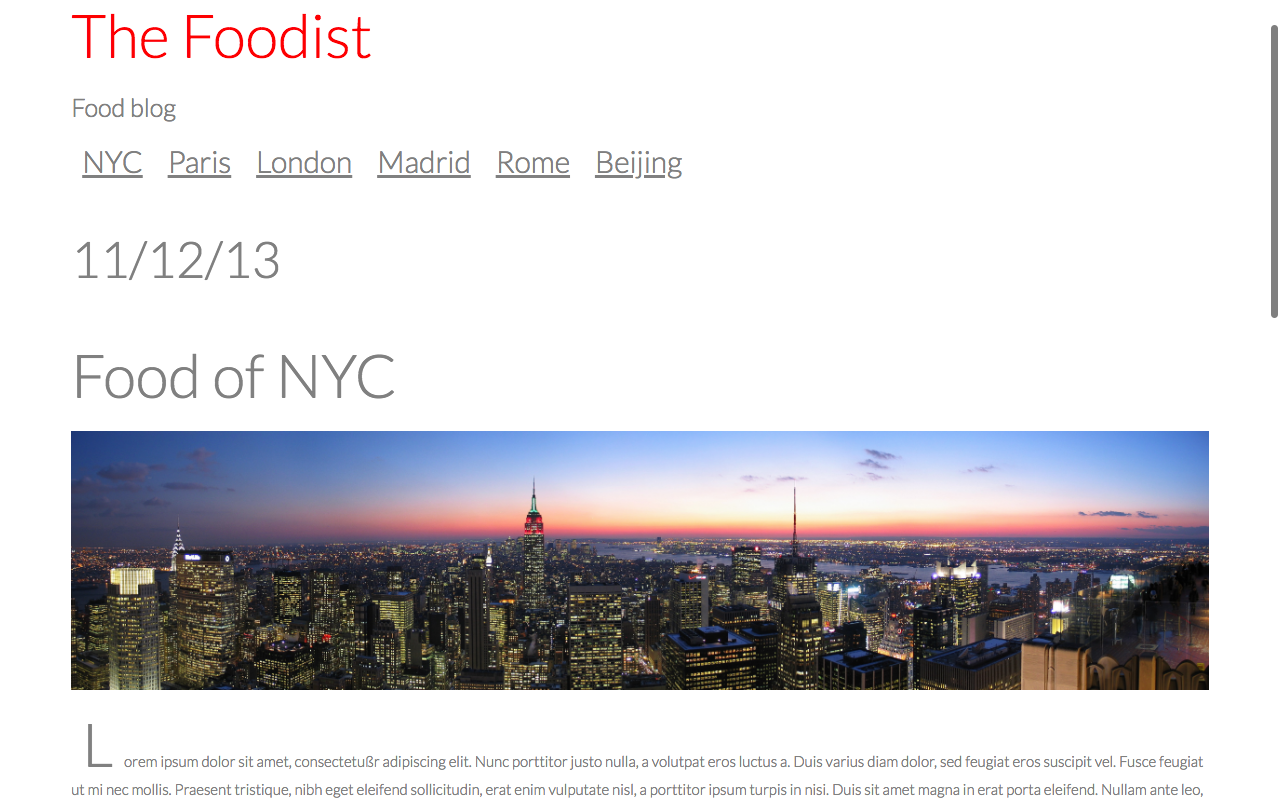 The Foodist
Food blog
NYC Paris London Madrid Rome Beijing
11/12/13
Food of NYC
Lorem ipsum dolor sit amet, consectetußr adipiscing elit. Nunc porttitor justo nulla, a volutpat eros luctus a. Duis varius diam dolor, sed feugiat eros suscipit vel. Fusce feugiat
ut mi nec mollis. Praesent tristique, nibh eget eleifend sollicitudin, erat enim vulputate nisl, a porttitor ipsum turpis in nisi. Duis sit amet magna in erat porta eleifend. Nullam ante leo,